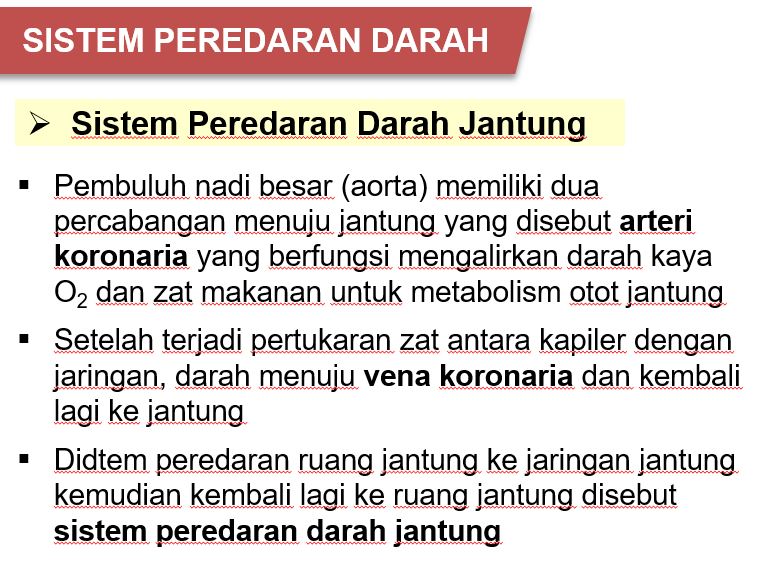 SISTEM PEREDARAN DARAH
➢ Sistem Peredaran Darah Jantung
▪ Pembuluh nadi besar (aorta) memiliki dua
percabangan menuju jantung yang disebut arteri
koronaria yang berfungsi mengalirkan darah kaya
O₂ dan zat makanan untuk metabolism otot jantung
▪ Setelah terjadi pertukaran zat antara kapiler dengan
jaringan, darah menuju vena koronaria dan kembali
lagi ke jantung
▪ Didtem peredaran ruang jantung ke jaringan jantung
kemudian kembali lagi ke ruang jantung disebut
sistem peredaran darah jantung